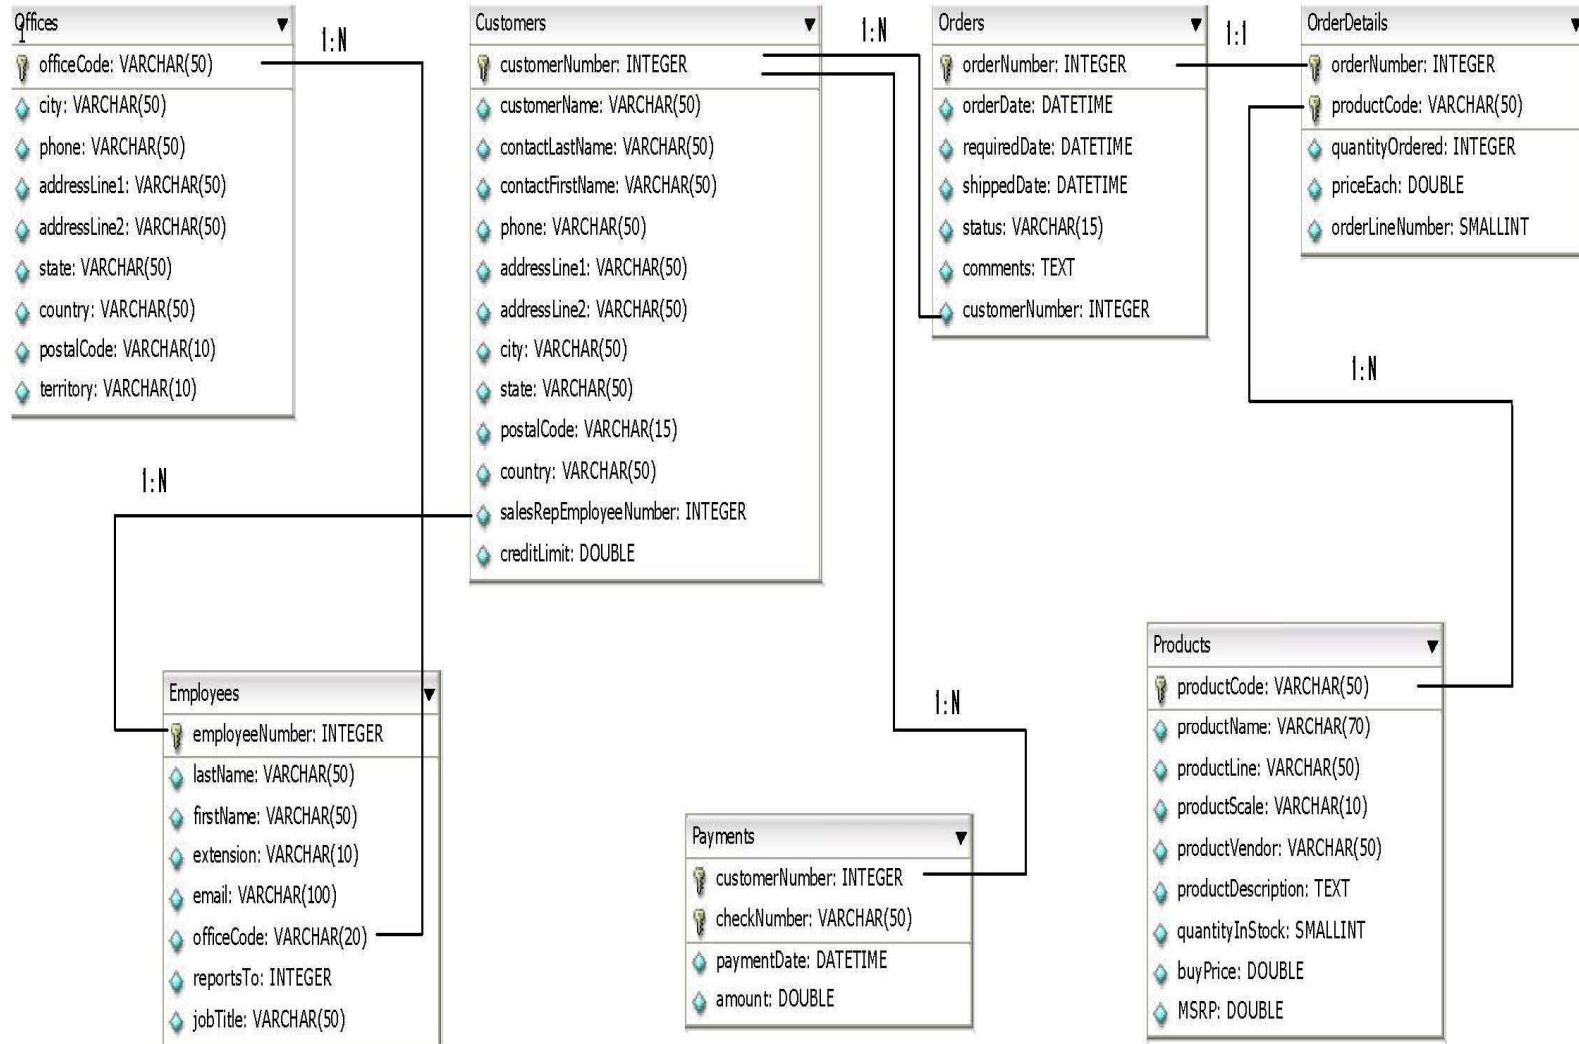 Offices
officeCode: VARCHAR(50)
city: VARCHAR(50)
phone: VARCHAR(50)
addressLine1: VARCHAR(50)
addressLine2: VARCHAR(50)
state: VARCHAR(50)
country: VARCHAR(50)
postalCode: VARCHAR(10)
territory: VARCHAR(10)
1:N
Customers
customerNumber: INTEGER
customerName: VARCHAR(50)
contactLastName: VARCHAR(50)
contactFirstName: VARCHAR(50)
phone: VARCHAR(50)
addressLine1: VARCHAR(50)
addressLine2: VARCHAR(50)
city: VARCHAR(50)
state: VARCHAR(50)
postalCode: VARCHAR(15)
country: VARCHAR(50)
salesRepEmployeeNumber: INTEGER
creditLimit: DOUBLE
1:N
Orders
orderNumber: INTEGER
orderDate: DATETIME
requiredDate: DATETIME
shippedDate: DATETIME
status: VARCHAR(15)
comments: TEXT
customerNumber: INTEGER
1:1
OrderDetails
orderNumber: INTEGER
productCode: VARCHAR(50)
quantityOrdered: INTEGER
priceEach: DOUBLE
orderLineNumber: SMALLINT
1:N
1:N
Employees
employeeNumber: INTEGER
lastName: VARCHAR(50)
firstName: VARCHAR(50)
extension: VARCHAR(10)
email: VARCHAR(100)
officeCode: VARCHAR(20)
reportsTo: INTEGER
jobTitle: VARCHAR(50)
1:N
Payments
customerNumber: INTEGER
checkNumber: VARCHAR(50)
paymentDate: DATETIME
amount: DOUBLE
Products
productCode: VARCHAR(50)
productName: VARCHAR(70)
productLine: VARCHAR(50)
productScale: VARCHAR(10)
productVendor: VARCHAR(50)
productDescription: TEXT
quantityInStock: SMALLINT
buyPrice: DOUBLE
MSRP: DOUBLE